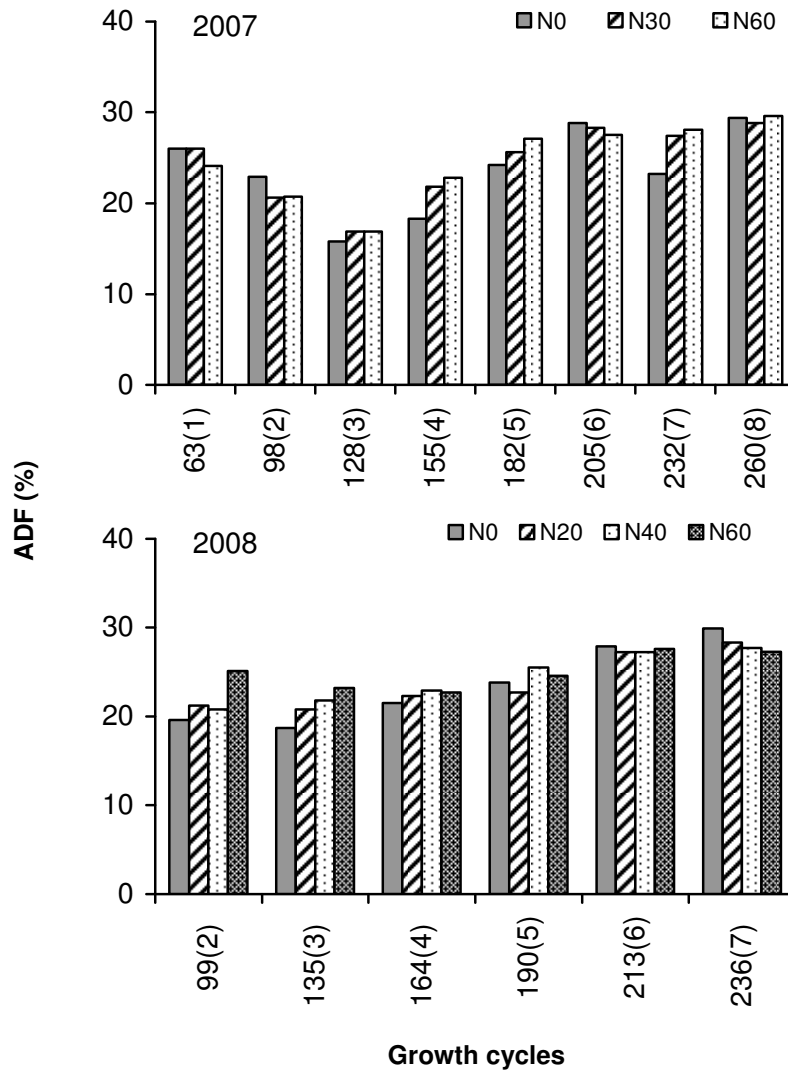 2007
N0 N30 N60
40
30
20
10
0
63(1) 98(2) 128(3) 155(4) 182(5) 205(6) 232(7) 260(8)
ADF (%)
2008
N0 N20 N40 N60
40
30
20
10
0
99(2) 135(3) 164(4) 190(5) 213(6) 236(7)
Growth cycles